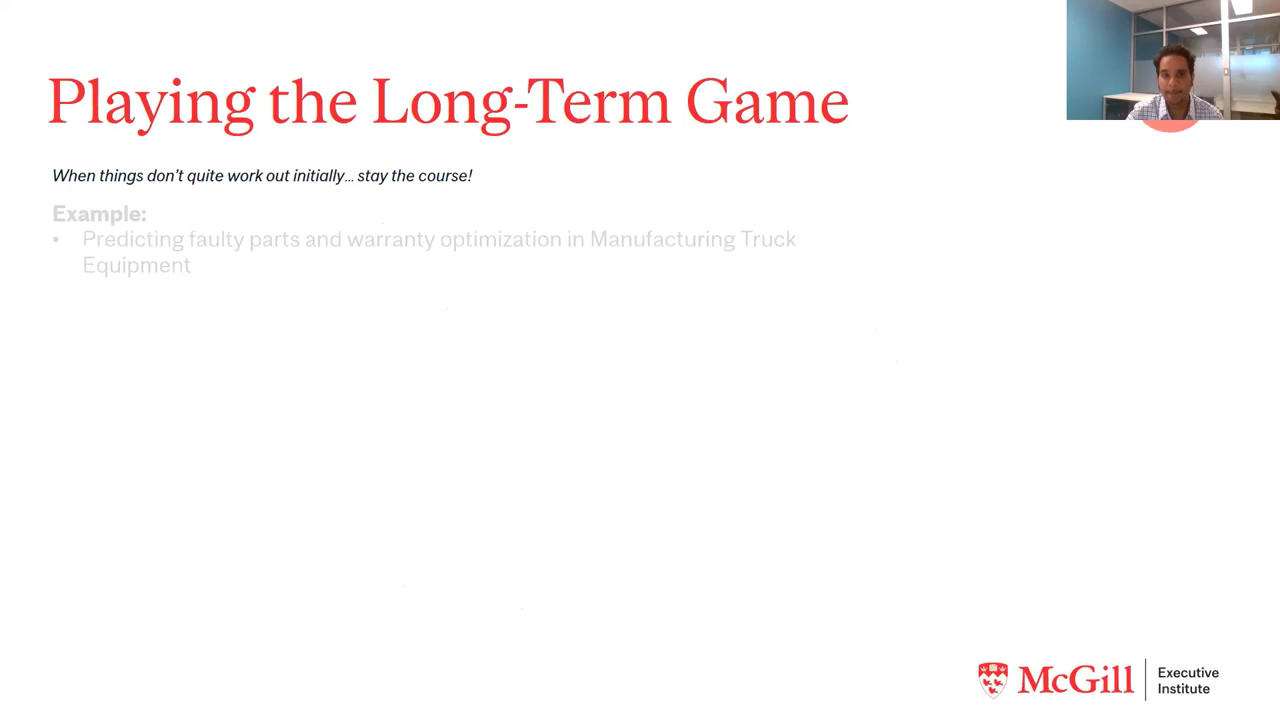 Playing the Long-Term Game
When things don't quite work out initially... stay the course!
Example:
• Predicting faulty parts and warranty optimization in Manufacturing Truck
Equipment
McGill
Executive
Institute